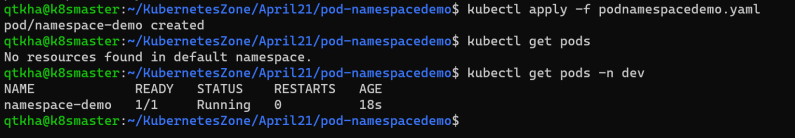 qtkha@k8smaster:~/KubernetesZone/April21/pod-namespacedemo$ kubectl apply -f podnamespacedemo.yaml
pod/namespace-demo created
qtkha@k8smaster:~/KubernetesZone/April21/pod-namespacedemo$ kubectl get pods
No resources found in default namespace.
qtkha@k8smaster:~/KubernetesZone/April21/pod-namespacedemo$ kubectl get pods -n dev
NAME             READY   STATUS    RESTARTS   AGE
namespace-demo   1/1     Running   0          18s
qtkha@k8smaster:~/KubernetesZone/April21/pod-namespacedemo$